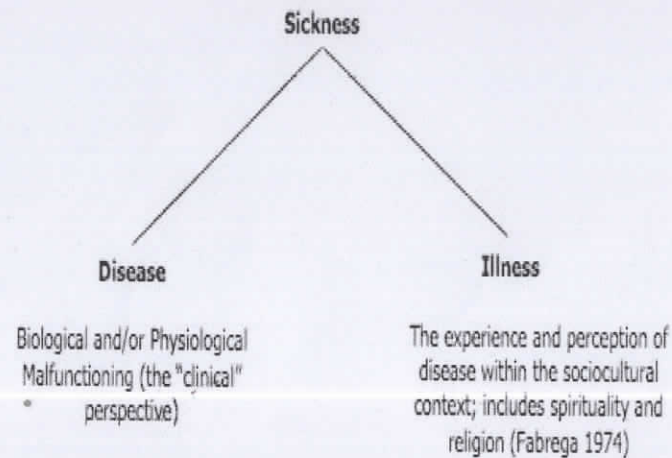 Sickness
Disease
Biological and/or Physiological
Malfunctioning (the "clinical"
perspective)
Illness
The experience and perception of
disease within the sociocultural
context; includes spirituality and
religion (Fabrega 1974)